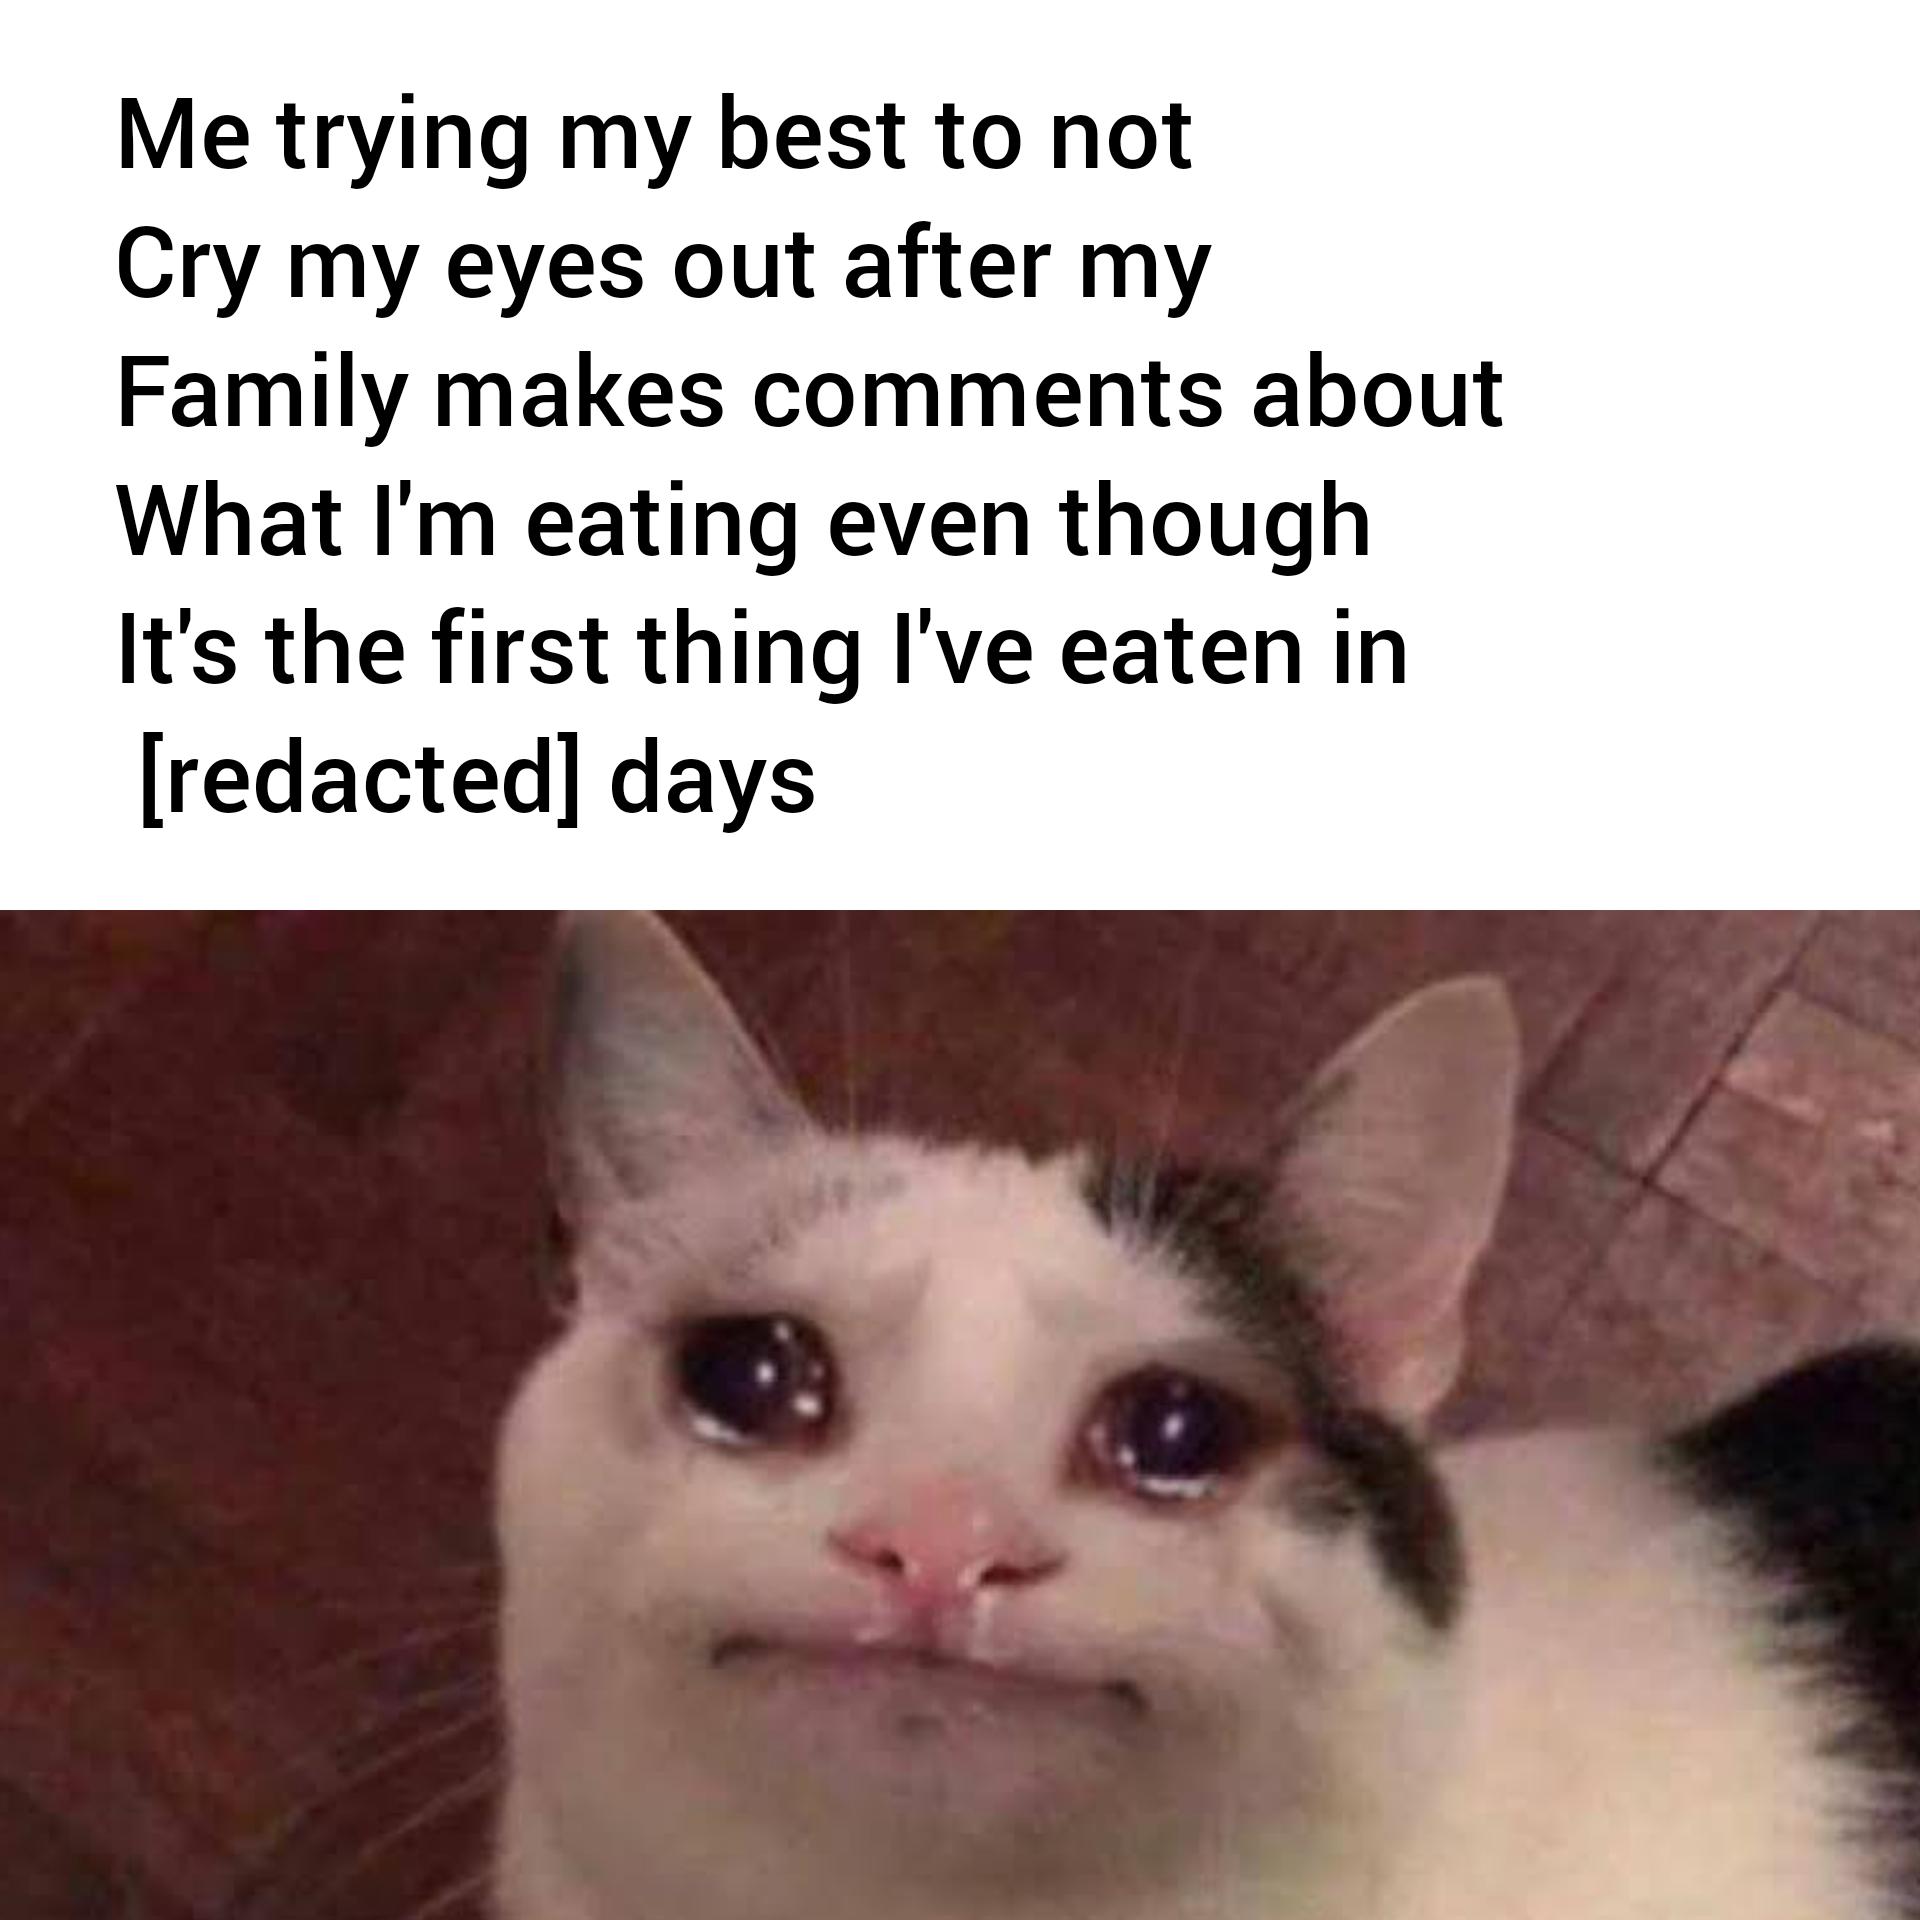 Me trying my best to not
Cry my eyes out after my
Family makes comments about
What I'm eating even though
It's the first thing I've eaten in
[redacted] days